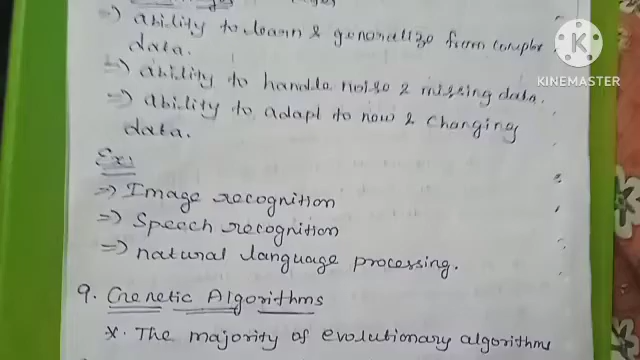 => ability to learn & generalize from complex
data.
=> ability to handle noise & missing data.
=> ability to adapt to new & changing
data.
Ex:
=> Image recognition
=> Speech recognition
=> natural language processing.
9. Genetic Algorithms
*. The majority of evolutionary algorithms
KINEMASTER